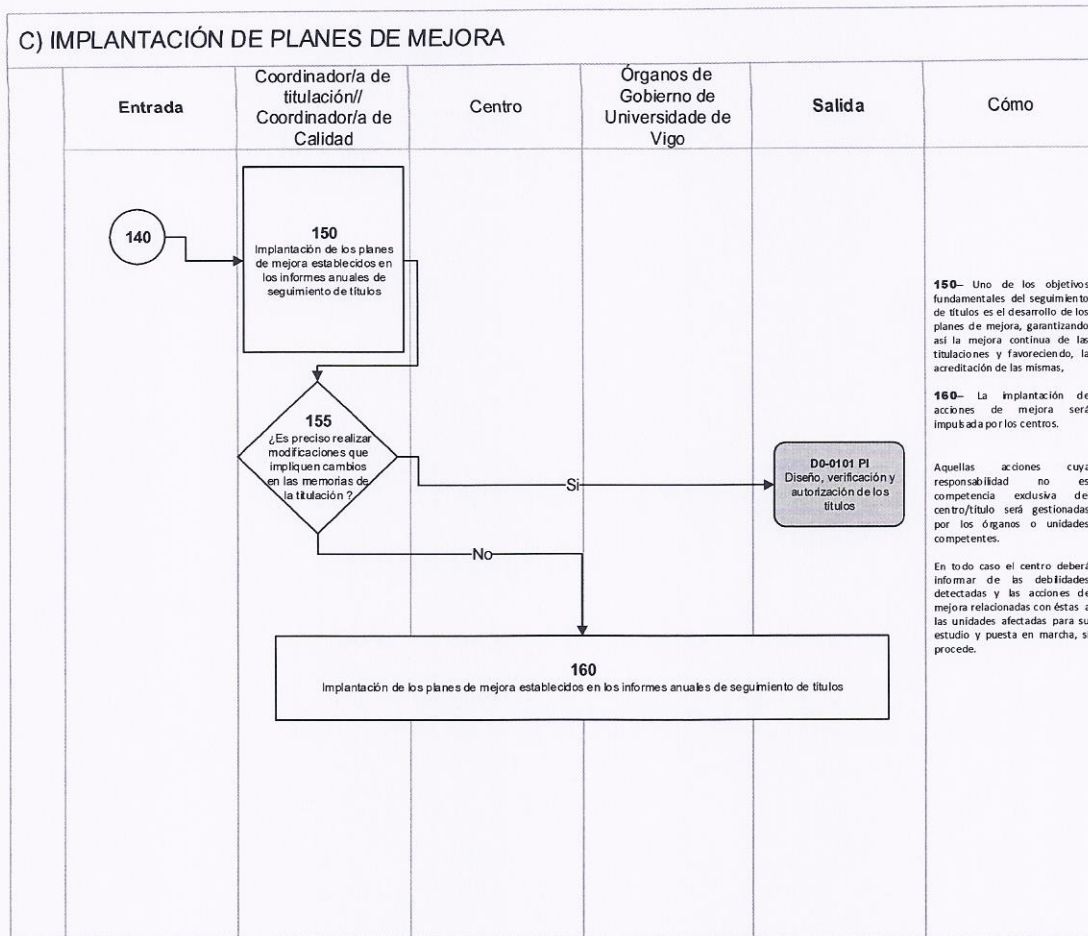 C) IMPLANTACIÓN DE PLANES DE MEJORA
Entrada
Coordinador/a de
titulación//
Coordinador/a de
Calidad
Centro
Órganos de
Gobierno de
Universidade de
Vigo
Salida
Cómo
140
150
Implantación de los planes
de mejora establecidos en
los informes anuales de
seguimiento de títulos
155
¿Es preciso realizar
modificaciones que
impliquen cambios
en las memorias de
la titulación ?
Si
D0-0101 PI
Diseño, verificación y
autorización de los
títulos
No
160
Implantación de los planes de mejora establecidos en los informes anuales de seguimiento de títulos
150– Uno de los objetivos
fundamentales del seguimiento
de títulos es el desarrollo de los
planes de mejora, garantizando
así la mejora continua de las
titulaciones y favoreciendo, la
acreditación de las mismas,
160– La implantación de
acciones de mejora será
impulsada por los centros.
Aquellas acciones cuya
responsabilidad no es
competencia exclusiva de
centro/título será gestionadas
por los órganos o unidades
competentes.
En todo caso el centro deberá
informar de las debilidades
detectadas y las acciones de
mejora relacionadas con éstas a
las unidades afectadas para su
estudio y puesta en marcha, si
procede.